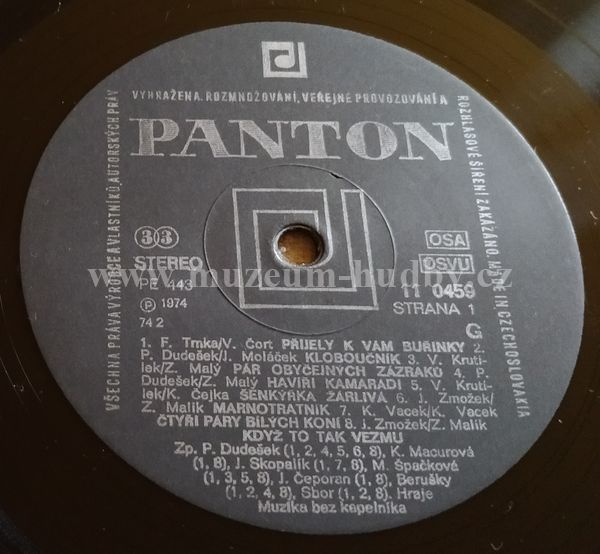 VŠECHNA PRÁVA VÝROBCE A VLASTNÍKŮ AUTORSKÝCH PRÁV
VYHRAŽENA. ROZMNOŽOVÁNÍ, VEŘEJNÉ PROVOZOVÁNÍ A
ROZHLASOVÉ ŠÍŘENÍ ZAKÁZÁNO. MADE IN CZECHOSLOVAKIA
PANTON
33
STEREO
PE 443
Ⓟ 1974
74 2
OSA
OSVU
11 0459
STRANA 1
G
www.muzeum-hudby.cz
1. F. Trnka/V. Čort PŘIJELY K VÁM BUŘINKY 2.
P. Dudešek/J. Moláček KLOBOUČNÍK 3. V. Kruti-
lek/Z. Malý PÁR OBYČEJNÝCH ZÁZRAKŮ 4. P.
Dudešek/Z. Malý HAVÍŘI KAMARÁDI 5. V. Kruti-
lek/K. Čejka ŠENKÝŘKA ŽÁRLIVÁ 6. J. Zmožek/
Z. Malík MARNOTRATNÍK 7. K. Vacek/K. Vacek
ČTYŘI PÁRY BÍLÝCH KONÍ 8. J. Zmožek/Z. Malík
KDYŽ TO TAK VEZMU
Zp. P. Dudešek (1, 2, 4, 5, 6, 8), K. Macurová
(1, 8), J. Skopalík (1, 7, 8), M. Špačková
(1, 3, 5, 8), J. Čeporan (1, 8), Berušky
(1, 2, 4, 8), Sbor (1, 2, 8). Hraje
Muzika bez kapelníka